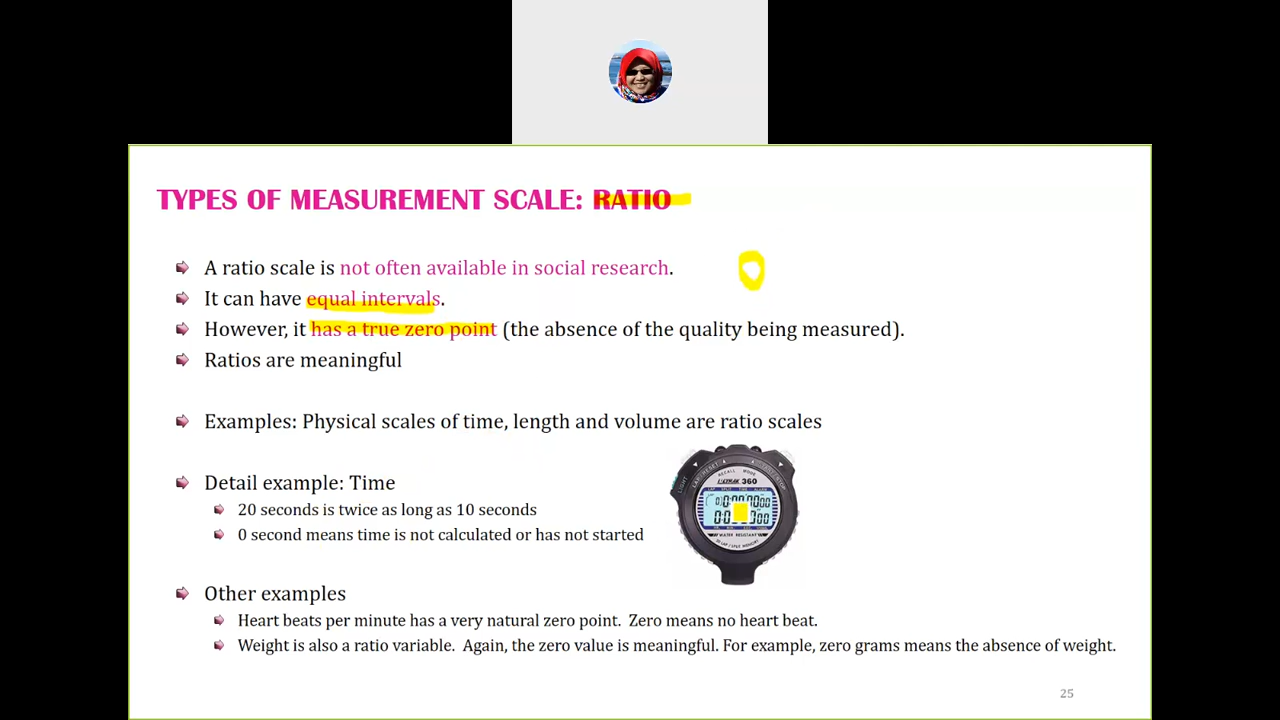 TYPES OF MEASUREMENT SCALE: RATIO
A ratio scale is not often available in social research.
It can have equal intervals.
However, it has a true zero point (the absence of the quality being measured).
Ratios are meaningful
Examples: Physical scales of time, length and volume are ratio scales
Detail example: Time
20 seconds is twice as long as 10 seconds
0 second means time is not calculated or has not started
RECALL MODE
360
WATER RESISTANT
Other examples
Heart beats per minute has a very natural zero point. Zero means no heart beat.
Weight is also a ratio variable. Again, the zero value is meaningful. For example, zero grams means the absence of weight.
25